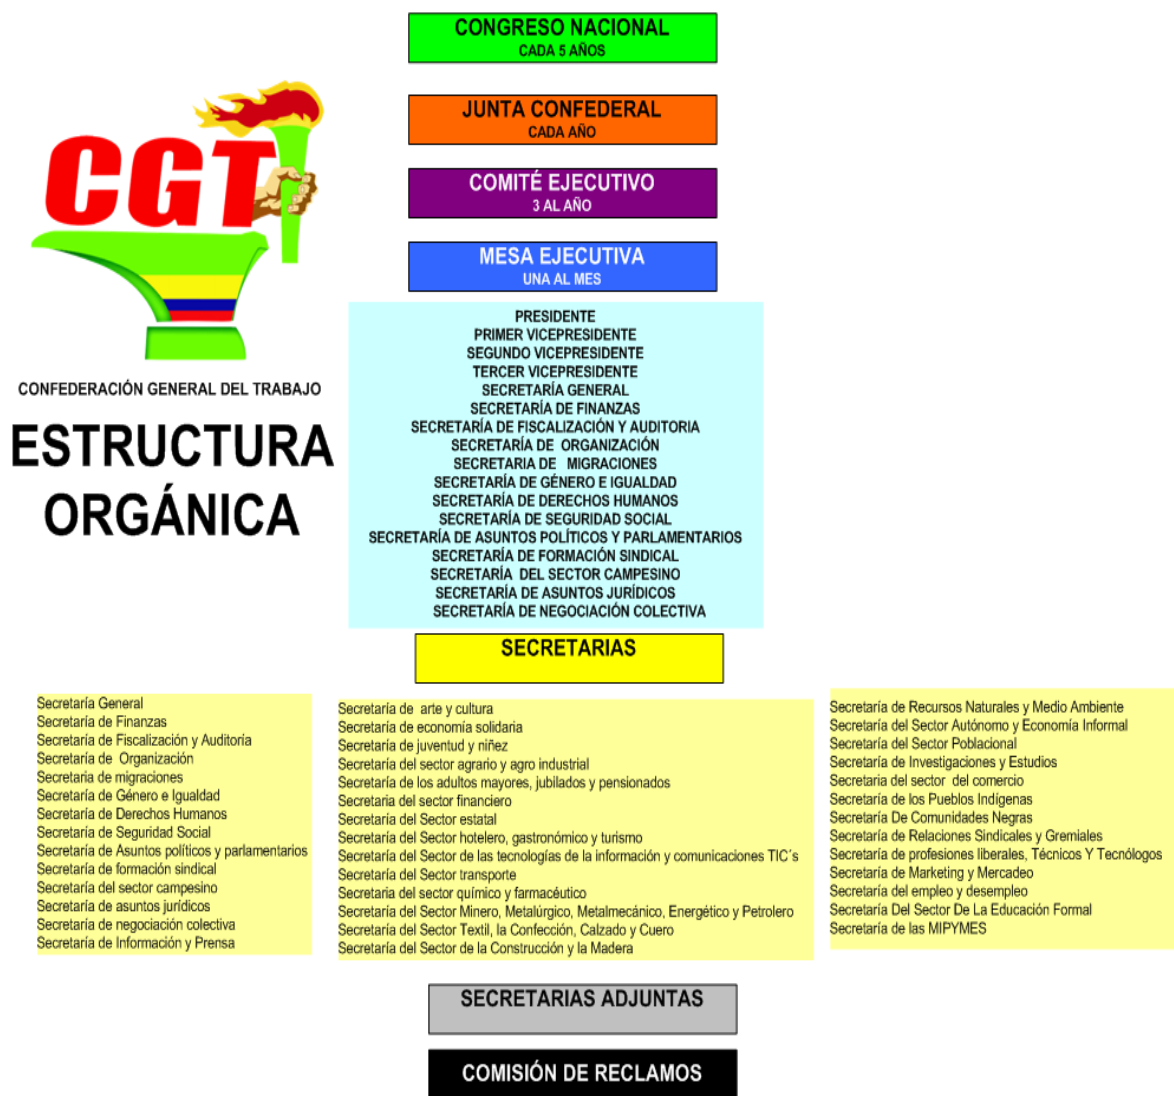 CONGRESO NACIONAL
CADA 5 AÑOS
JUNTA CONFEDERAL
CADA AÑO
COMITÉ EJECUTIVO
3 AL AÑO
MESA EJECUTIVA
UNA AL MES
CGT
CONFEDERACIÓN GENERAL DEL TRABAJO
ESTRUCTURA
ORGÁNICA
PRESIDENTE
PRIMER VICEPRESIDENTE
SEGUNDO VICEPRESIDENTE
TERCER VICEPRESIDENTE
SECRETARÍA GENERAL
SECRETARÍA DE FINANZAS
SECRETARÍA DE FISCALIZACIÓN Y AUDITORIA
SECRETARÍA DE ORGANIZACIÓN
SECRETARIA DE MIGRACIONES
SECRETARÍA DE GÉNERO E IGUALDAD
SECRETARÍA DE DERECHOS HUMANOS
SECRETARÍA DE SEGURIDAD SOCIAL
SECRETARÍA DE ASUNTOS POLÍTICOS Y PARLAMENTARIOS
SECRETARÍA DE FORMACIÓN SINDICAL
SECRETARÍA DEL SECTOR CAMPESINO
SECRETARÍA DE ASUNTOS JURÍDICOS
SECRETARÍA DE NEGOCIACIÓN COLECTIVA
SECRETARIAS
Secretaría General
Secretaría de Finanzas
Secretaría de Fiscalización y Auditoría
Secretaría de Organización
Secretaria de migraciones
Secretaría de Género e Igualdad
Secretaría de Derechos Humanos
Secretaría de Seguridad Social
Secretaría de Asuntos políticos y parlamentarios
Secretaría de formación sindical
Secretaría del sector campesino
Secretaría de asuntos jurídicos
Secretaría de negociación colectiva
Secretaría de Información y Prensa
Secretaría de arte y cultura
Secretaría de economía solidaria
Secretaría de juventud y niñez
Secretaría del sector agrario y agro industrial
Secretaría de los adultos mayores, jubilados y pensionados
Secretaria del sector financiero
Secretaría del Sector estatal
Secretaría del Sector hotelero, gastronómico y turismo
Secretaría del Sector de las tecnologías de la información y comunicaciones TIC´s
Secretaría del Sector transporte
Secretaria del sector químico y farmacéutico
Secretaría del Sector Minero, Metalúrgico, Metalmecánico, Energético y Petrolero
Secretaría del Sector Textil, la Confección, Calzado y Cuero
Secretaría del Sector de la Construcción y la Madera
Secretaría de Recursos Naturales y Medio Ambiente
Secretaría del Sector Autónomo y Economía Informal
Secretaría del Sector Poblacional
Secretaría de Investigaciones y Estudios
Secretaria del sector del comercio
Secretaría de los Pueblos Indígenas
Secretaría De Comunidades Negras
Secretaría de Relaciones Sindicales y Gremiales
Secretaría de profesiones liberales, Técnicos Y Tecnólogos
Secretaría de Marketing y Mercadeo
Secretaría del empleo y desempleo
Secretaría Del Sector De La Educación Formal
Secretaría de las MIPYMES
SECRETARIAS ADJUNTAS
COMISIÓN DE RECLAMOS